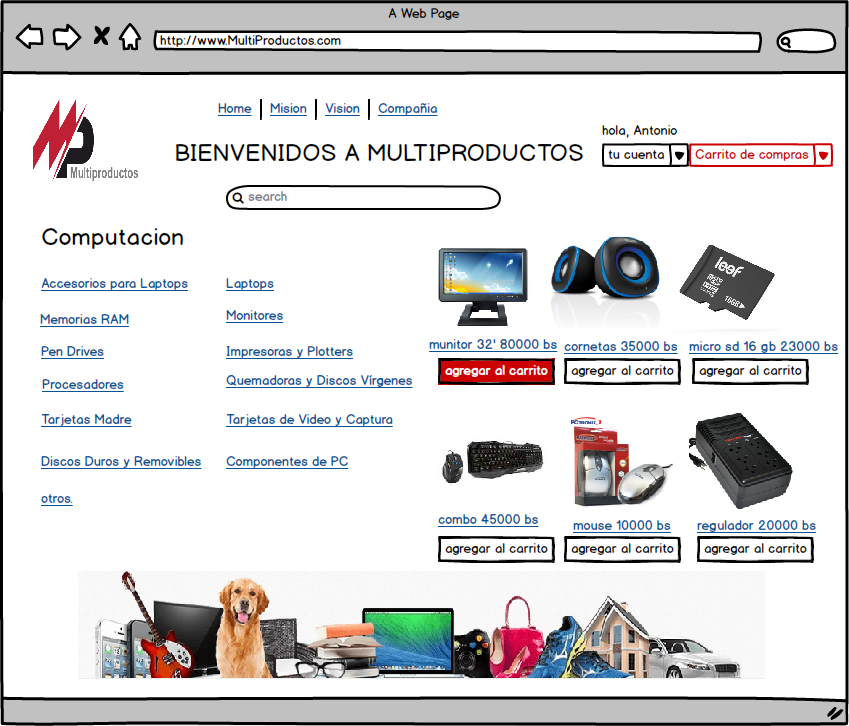 A Web Page
http://www.MultiProductos.com
Home
Mision
Vision
Compañia
hola, Antonio
Multiproductos
BIENVENIDOS A MULTIPRODUCTOS
tu cuenta
Carrito de compras
search
Computacion
Accesorios para Laptops
Laptops
Memorias RAM
Monitores
Pen Drives
Impresoras y Plotters
Procesadores
Quemadoras y Discos Vírgenes
Tarjetas Madre
Tarjetas de Video y Captura
Discos Duros y Removibles
Componentes de PC
otros.
leef
micro SD
16GB
munitor 32' 80000 bs
cornetas 35000 bs
micro sd 16 gb 23000 bs
agregar al carrito
agregar al carrito
agregar al carrito
combo 45000 bs
mouse 10000 bs
regulador 20000 bs
agregar al carrito
agregar al carrito
agregar al carrito